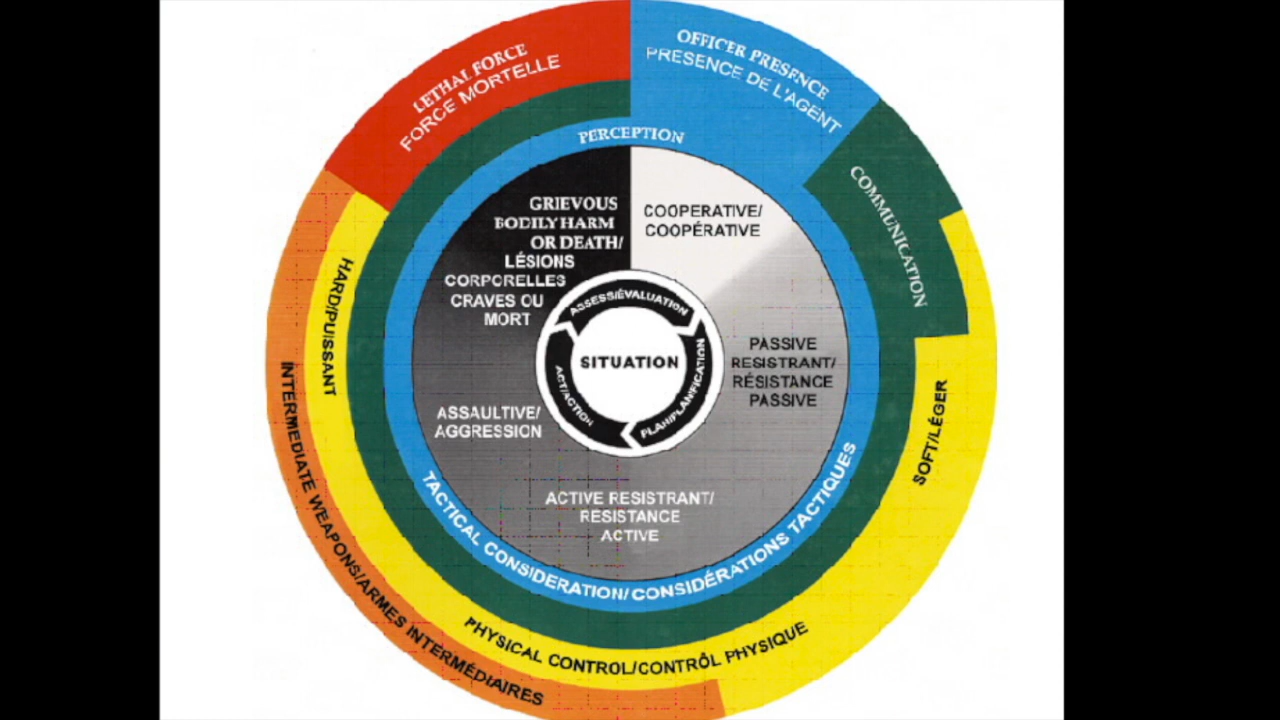 LETHAL FORCE
FORCE MORTELLE
OFFICER PRESENCE
PRESENCE DE L'AGENT
PERCEPTION
COMMUNICATION
GRIEVOUS
BODILY HARM
OR DEATH/
LÉSIONS
CORPORELLES
CRAVES OU
MORT
COOPERATIVE/
COOPÉRATIVE
HARD/PUISSANT
ASSESS/ÉVALUATION
SITUATION
PLAN/PLANIFICATION
ACT/ACTION
PASSIVE
RESISTRANT/
RÉSISTANCE
PASSIVE
ASSAULTIVE/
AGGRESSION
SOFT/LÉGER
ACTIVE RESISTRANT/
RESISTANCE
ACTIVE
TACTICAL CONSIDERATION/CONSIDÉRATIONS TACTIQUES
PHYSICAL CONTROL/CONTRÔL PHYSIQUE
INTERMEDIATE WEAPONS/ARMES INTERMÉDIAIRES